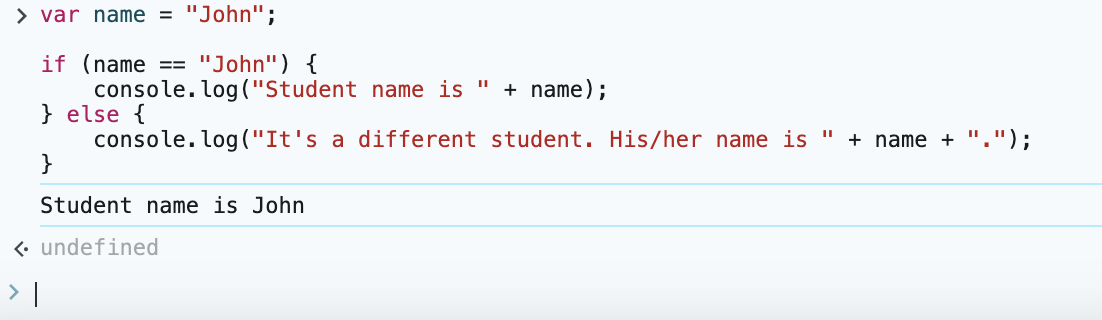 > var name = "John";

if (name == "John") {
    console.log("Student name is " + name);
} else {
    console.log("It's a different student. His/her name is " + name + ".");
}
Student name is John
undefined
>